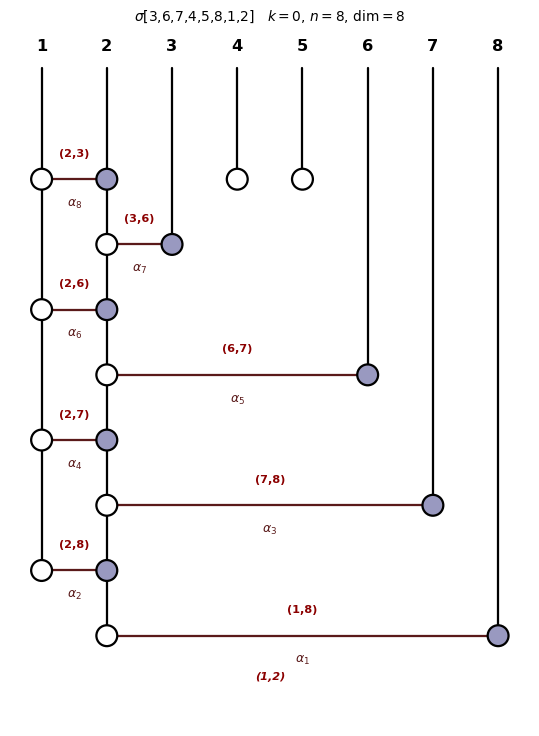 σ[3,6,7,4,5,8,1,2] k = 0, n = 8, dim = 8
1 2 3 4 5 6 7 8
(2,3)
α₈
(3,6)
α₇
(2,6)
α₆
(6,7)
α₅
(2,7)
α₄
(7,8)
α₃
(2,8)
α₂
(1,8)
α₁
(1,2)